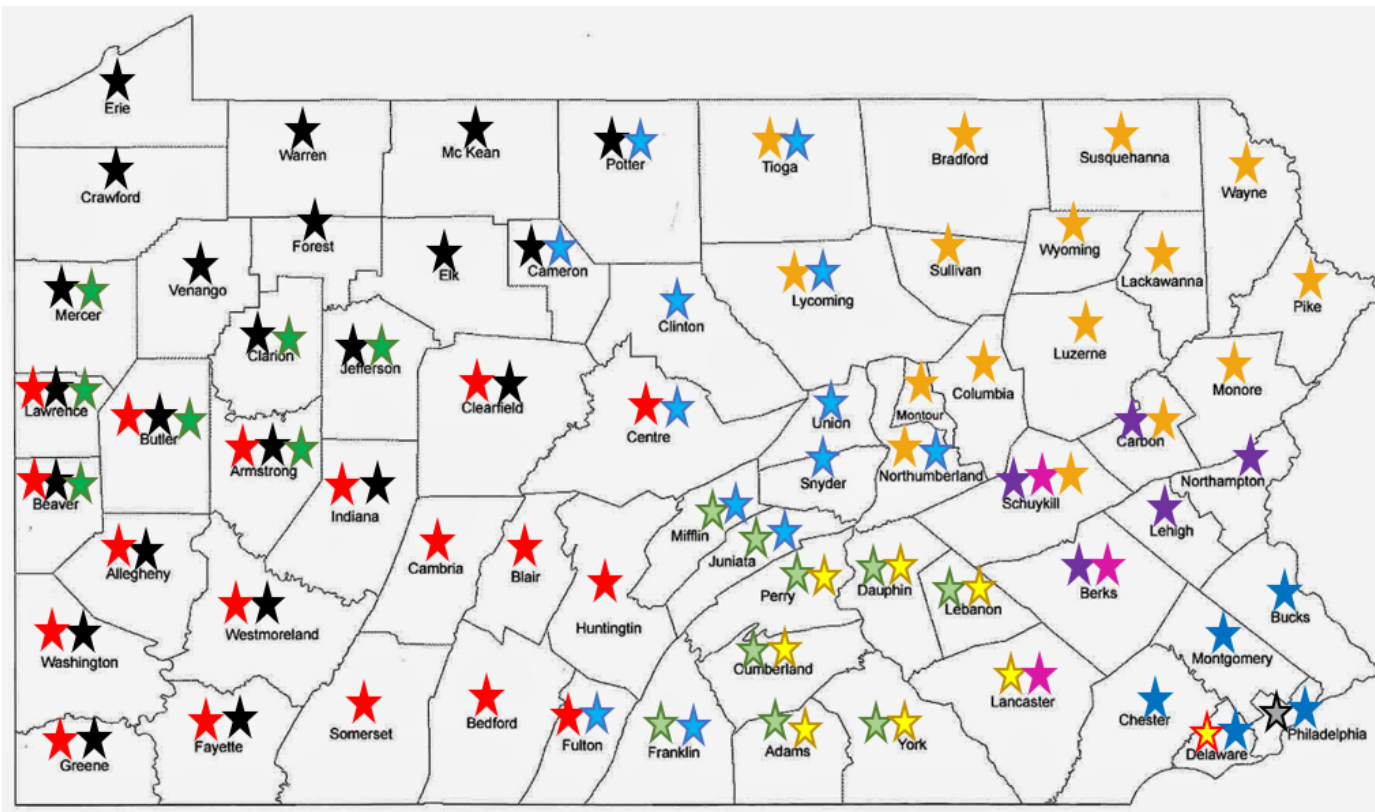 Erie
Warren
Mc Kean
Potter
Tioga
Bradford
Susquehanna
Wayne
Crawford
Forest
Elk
Cameron
Sullivan
Wyoming
Lackawanna
Pike
Mercer
Venango
Lycoming
Clinton
Luzerne
Clarion
Jefferson
Columbia
Monore
Lawrence
Butler
Clearfield
Centre
Union
Montour
Carbon
Armstrong
Snyder
Northumberland
Northampton
Beaver
Indiana
Schuykill
Lehigh
Mifflin
Juniata
Allegheny
Cambria
Blair
Perry
Dauphin
Lebanon
Berks
Bucks
Westmoreland
Huntingtin
Washington
Cumberland
Montgomery
Lancaster
Chester
Greene
Fayette
Somerset
Bedford
Fulton
Franklin
Adams
York
Delaware
Philadelphia